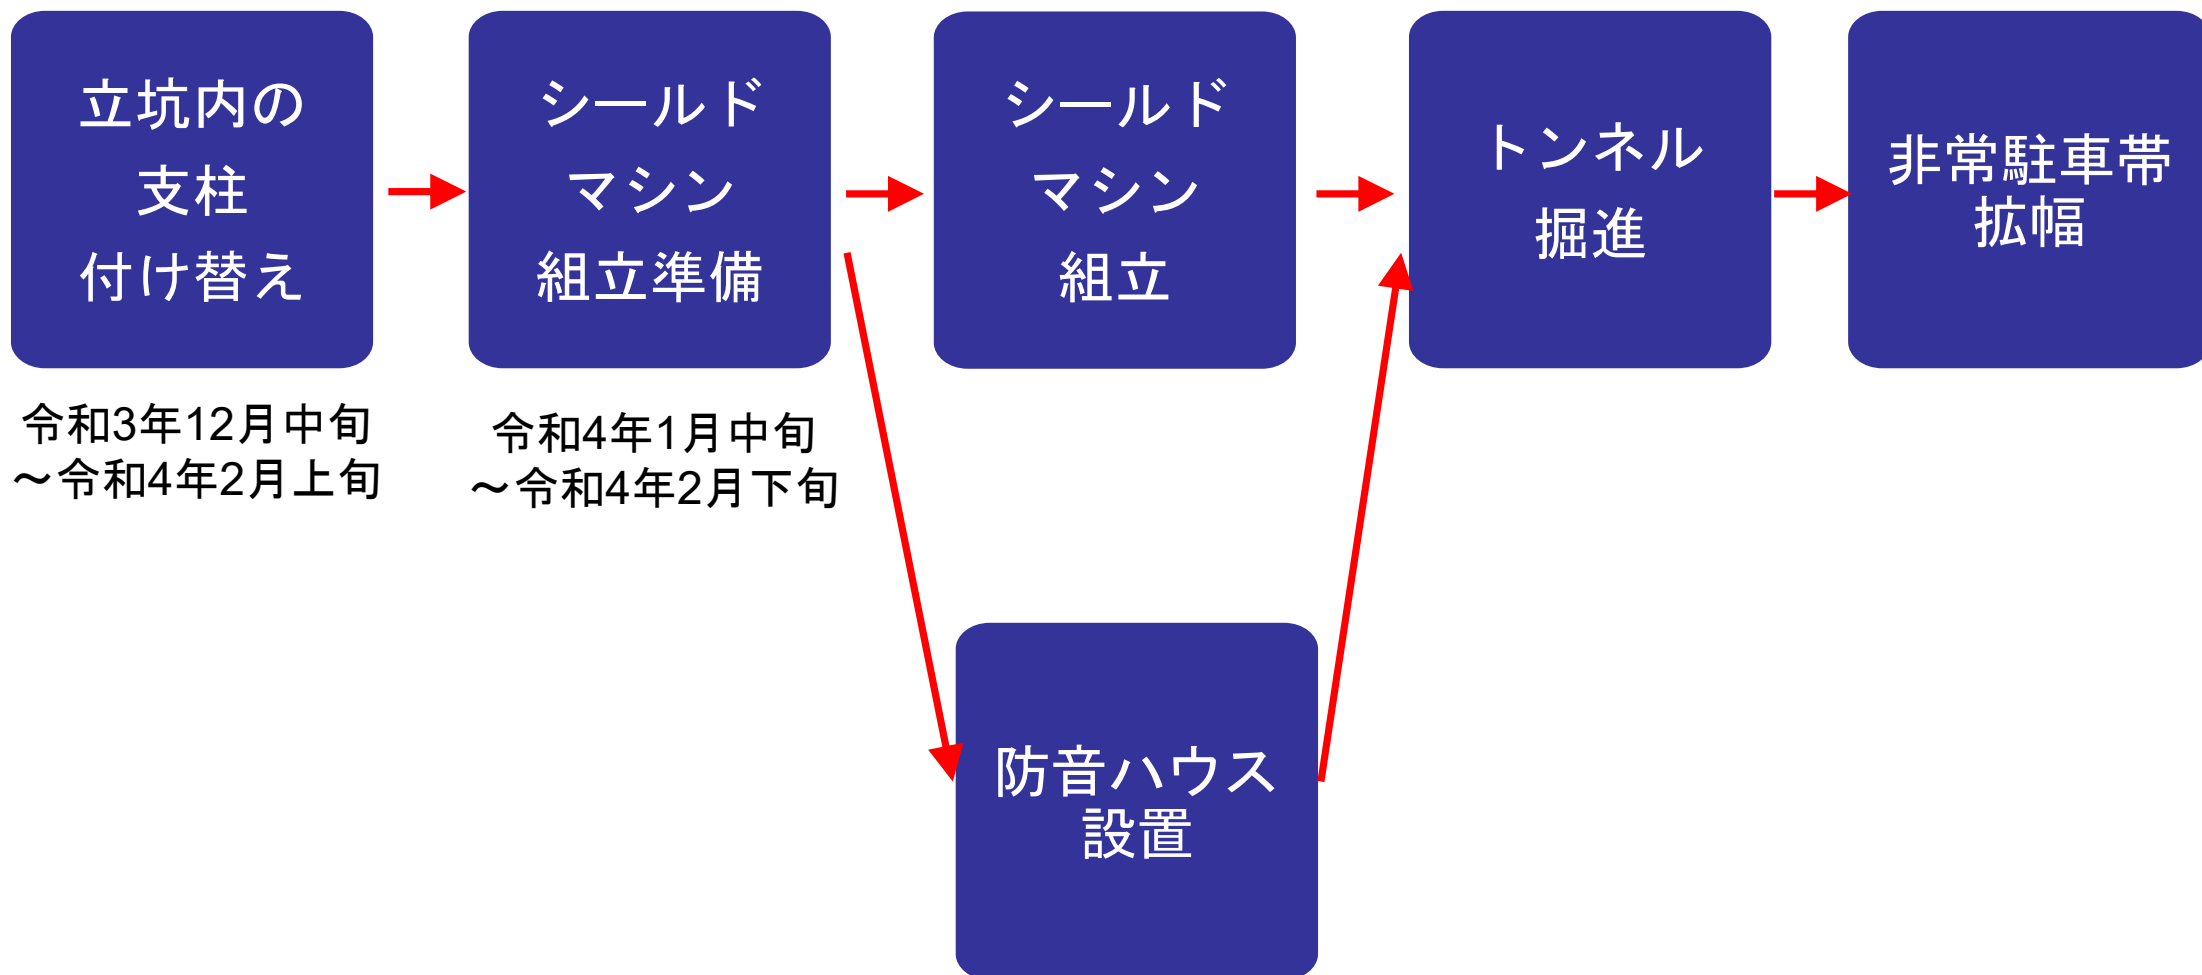 立坑内の
支柱
付け替え
シールド
マシン
組立準備
シールド
マシン
組立
トンネル
掘進
非常駐車帯
拡幅
令和3年12月中旬
～令和4年2月上旬
令和4年1月中旬
～令和4年2月下旬
防音ハウス
設置